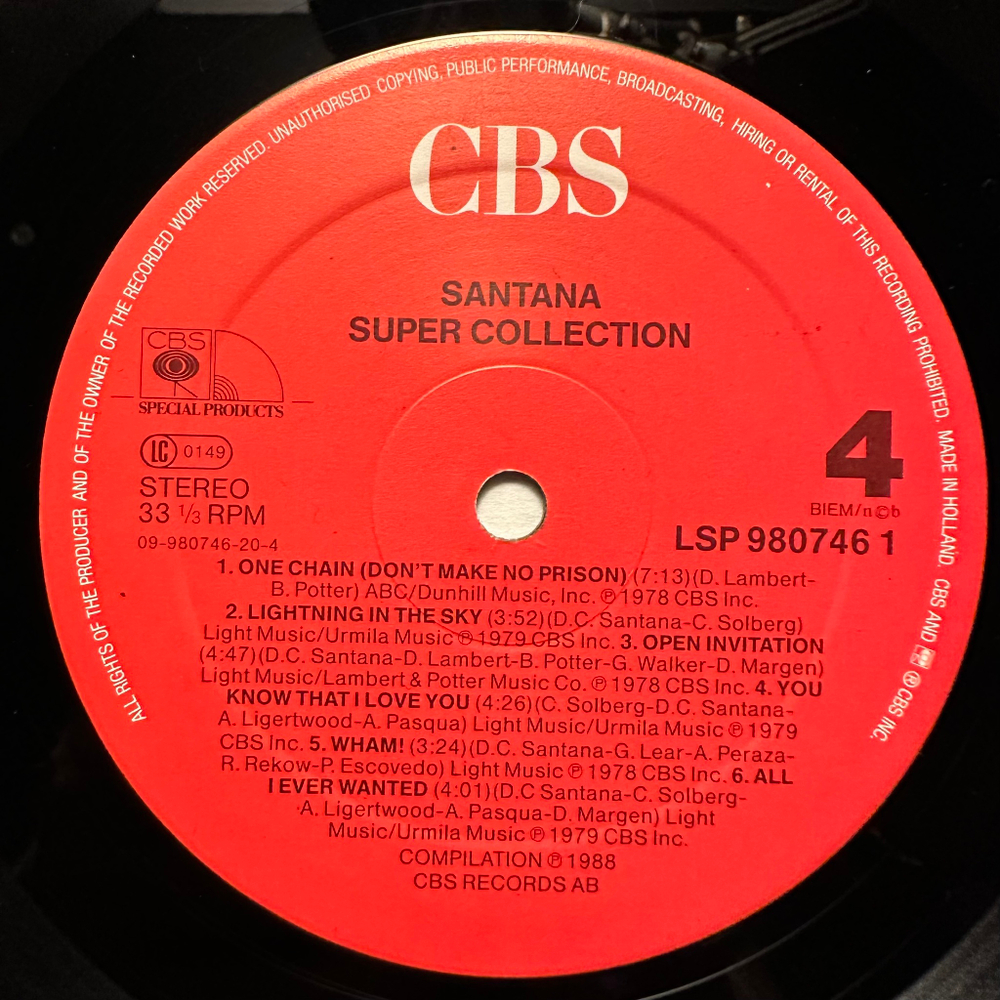 ALL RIGHTS OF THE PRODUCER AND OF THE OWNER OF THE RECORDED WORK RESERVED. UNAUTHORISED COPYING, PUBLIC PERFORMANCE, BROADCASTING, HIRING OR RENTAL OF THIS RECORDING PROHIBITED. MADE IN HOLLAND. CBS AND ℗ CBS INC.
CBS
SANTANA
SUPER COLLECTION
CBS
SPECIAL PRODUCTS
LC 0149
STEREO
33 1/3 RPM
09-980746-20-4
4
BIEM/n©b
LSP 980746 1
1. ONE CHAIN (DON'T MAKE NO PRISON) (7:13)(D. Lambert-
B. Potter) ABC/Dunhill Music, Inc. ℗ 1978 CBS Inc.
2. LIGHTNING IN THE SKY (3:52)(D.C. Santana-C. Solberg)
Light Music/Urmila Music ℗ 1979 CBS Inc. 3. OPEN INVITATION
(4:47)(D.C. Santana-D. Lambert-B. Potter-G. Walker-D. Margen)
Light Music/Lambert & Potter Music Co. ℗ 1978 CBS Inc. 4. YOU
KNOW THAT I LOVE YOU (4:26)(C. Solberg-D.C. Santana-
A. Ligertwood-A. Pasqua) Light Music/Urmila Music ℗ 1979
CBS Inc. 5. WHAM! (3:24)(D.C. Santana-G. Lear-A. Peraza-
R. Rekow-P. Escovedo) Light Music ℗ 1978 CBS Inc. 6. ALL
I EVER WANTED (4:01)(D.C Santana-C. Solberg-
A. Ligertwood-A. Pasqua-D. Margen) Light
Music/Urmila Music ℗ 1979 CBS Inc.
COMPILATION ℗ 1988
CBS RECORDS AB